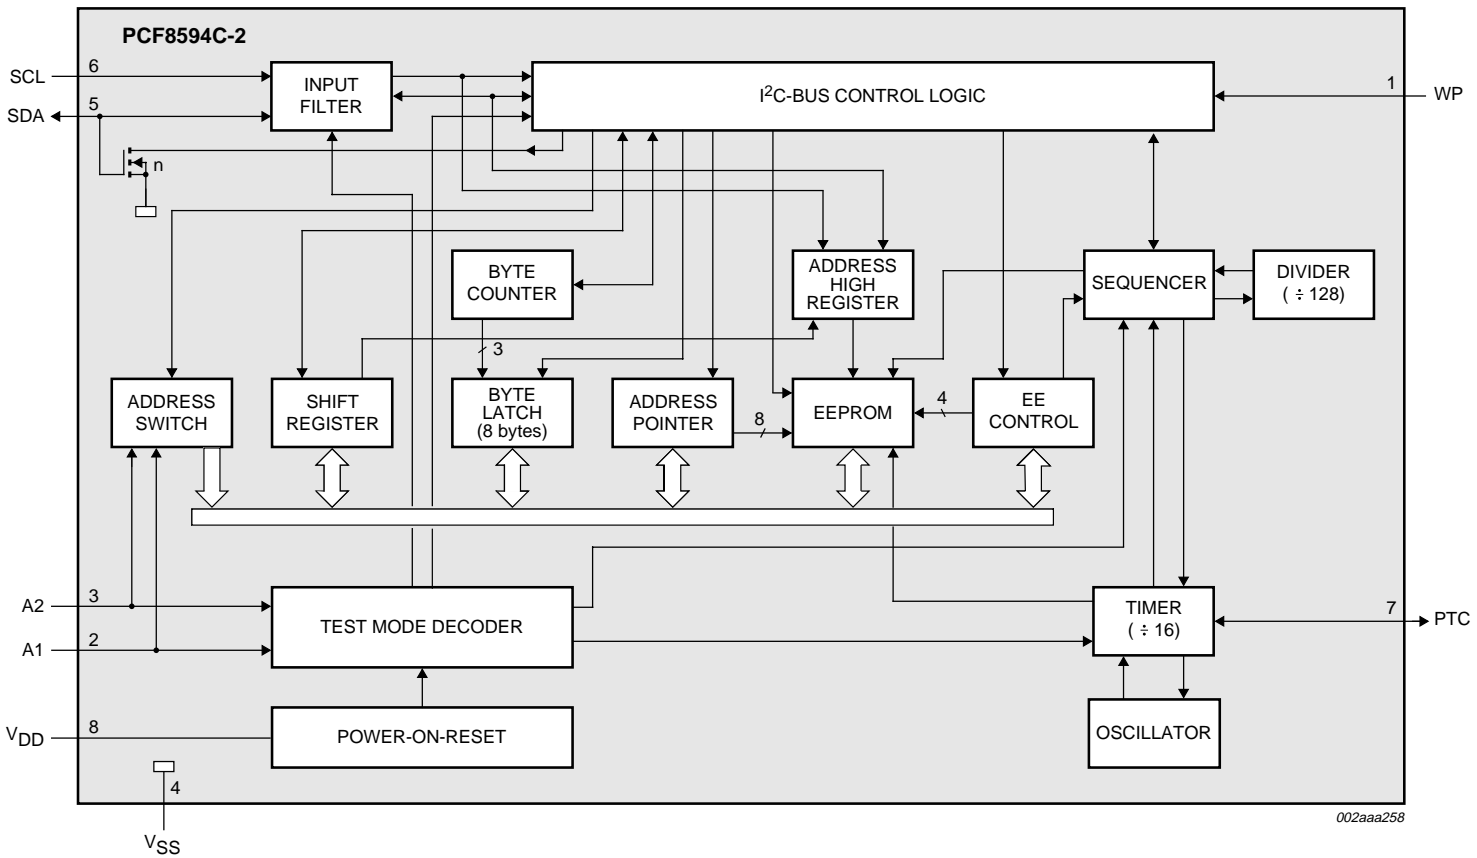 PCF8594C-2
SCL
6
INPUT
FILTER
I²C-BUS CONTROL LOGIC
1
WP
SDA
5
n
BYTE
COUNTER
ADDRESS
HIGH
REGISTER
SEQUENCER
DIVIDER
( ÷ 128)
3
ADDRESS
SWITCH
SHIFT
REGISTER
BYTE
LATCH
(8 bytes)
ADDRESS
POINTER
8
EEPROM
4
EE
CONTROL
A2
3
A1
2
TEST MODE DECODER
TIMER
( ÷ 16)
7
PTC
VDD
8
POWER-ON-RESET
OSCILLATOR
4
VSS
002aaa258